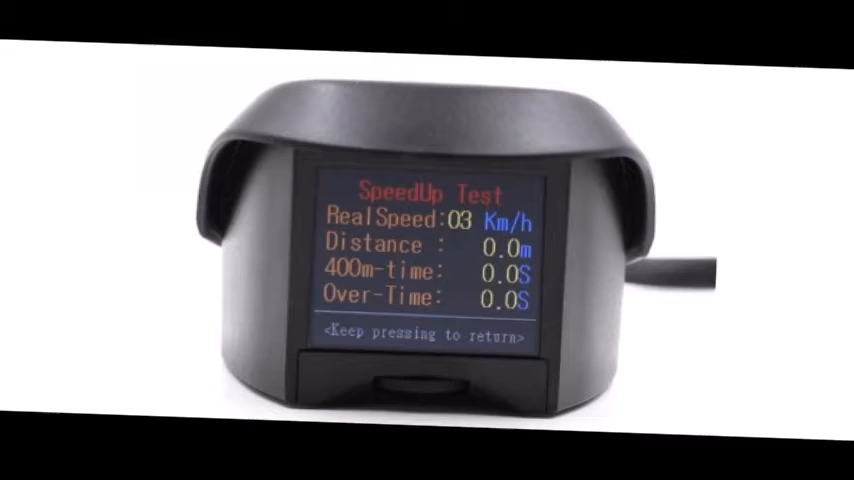 SpeedUp Test
RealSpeed:03 Km/h
Distance : 0.0m
400m-time: 0.0S
Over-Time: 0.0S
<Keep pressing to return>